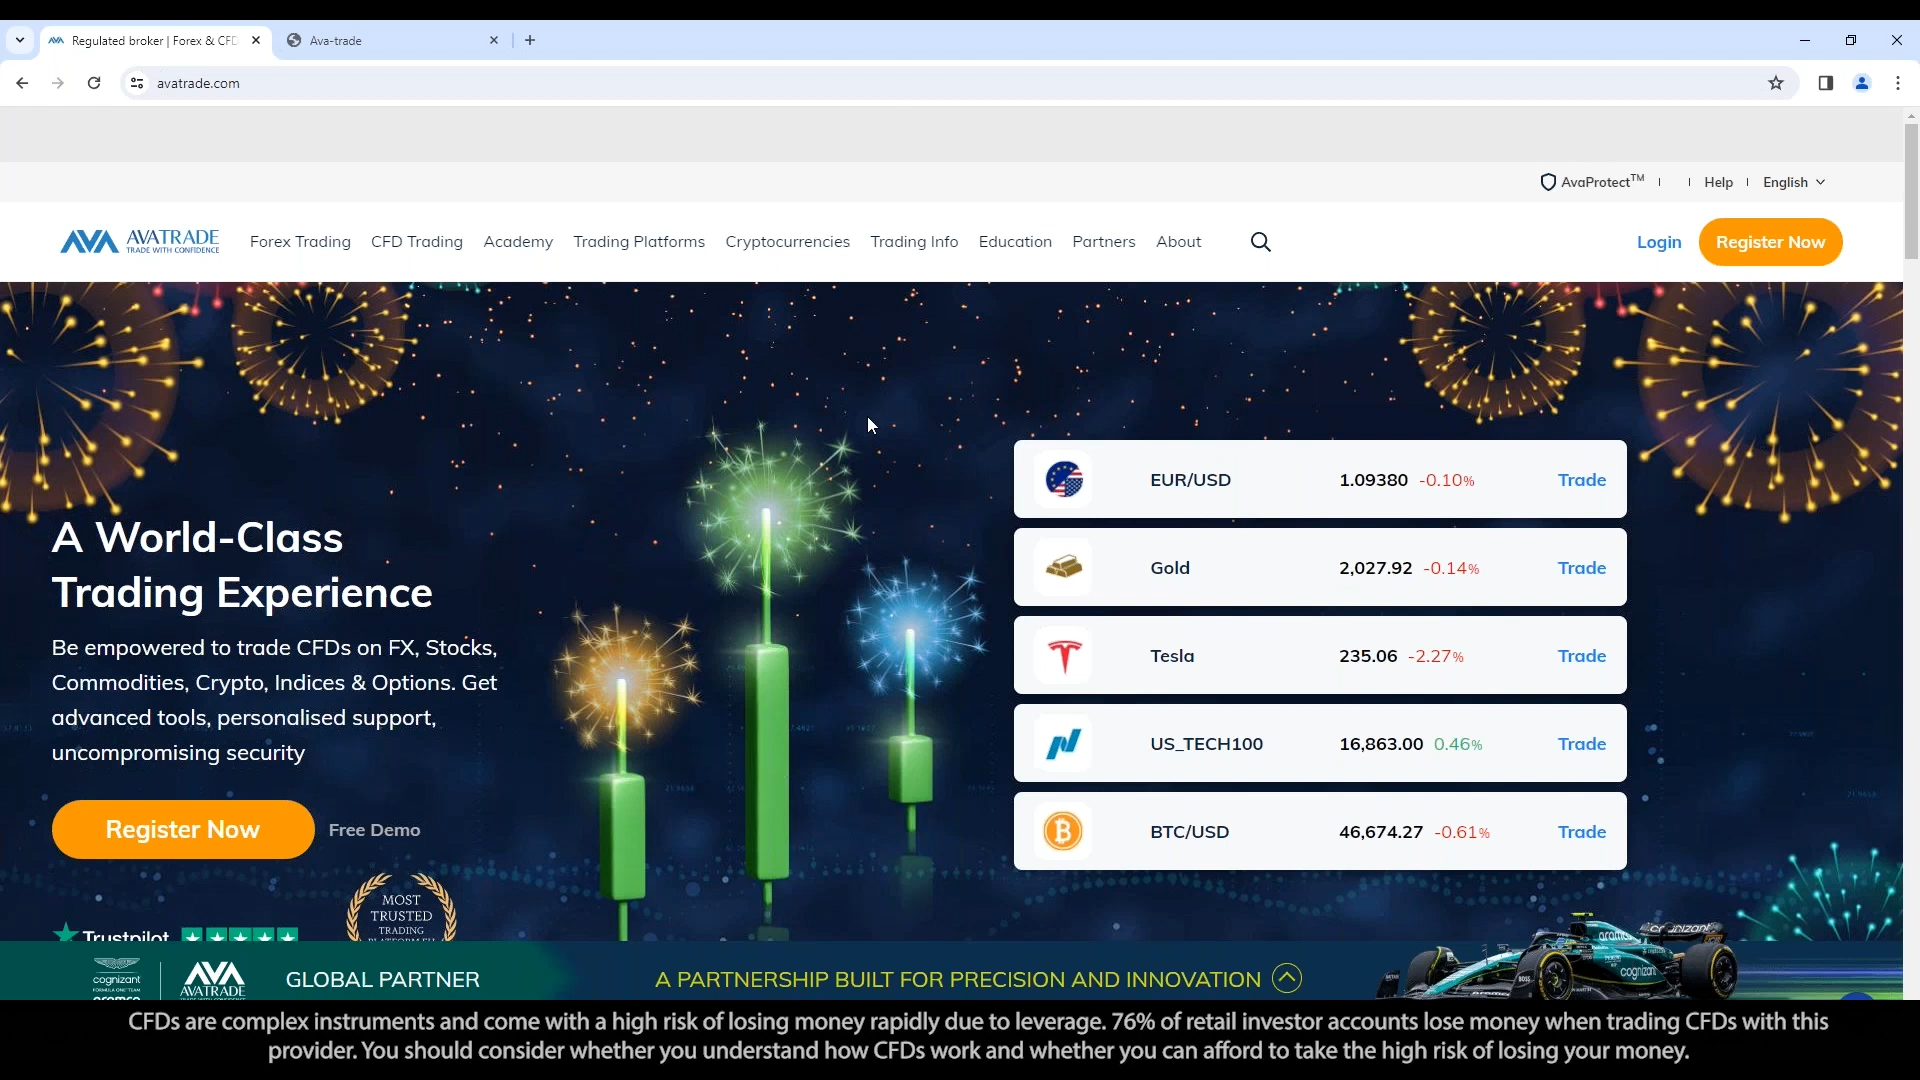 Regulated broker | Forex & CFD
Ava-trade
avatrade.com
AvaProtect™ | | Help | English
AVATRADE
TRADE WITH CONFIDENCE
Forex Trading CFD Trading Academy Trading Platforms Cryptocurrencies Trading Info Education Partners About
Login Register Now
A World-Class
Trading Experience
Be empowered to trade CFDs on FX, Stocks,
Commodities, Crypto, Indices & Options. Get
advanced tools, personalised support,
uncompromising security
Register Now Free Demo
EUR/USD 1.09380 -0.10% Trade
Gold 2,027.92 -0.14% Trade
Tesla 235.06 -2.27% Trade
US_TECH100 16,863.00 0.46% Trade
BTC/USD 46,674.27 -0.61% Trade
Trustpilot
MOST
TRUSTED
TRADING
cognizant
aramco
AVATRADE
GLOBAL PARTNER
A PARTNERSHIP BUILT FOR PRECISION AND INNOVATION
aramco
cognizant
cognizant
CFDs are complex instruments and come with a high risk of losing money rapidly due to leverage. 76% of retail investor accounts lose money when trading CFDs with this
provider. You should consider whether you understand how CFDs work and whether you can afford to take the high risk of losing your money.